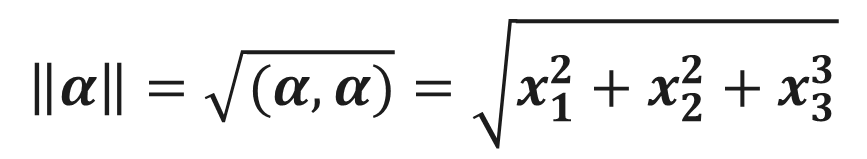 ‖α‖ = √(α, α) = √(x₁² + x₂² + x₃³)